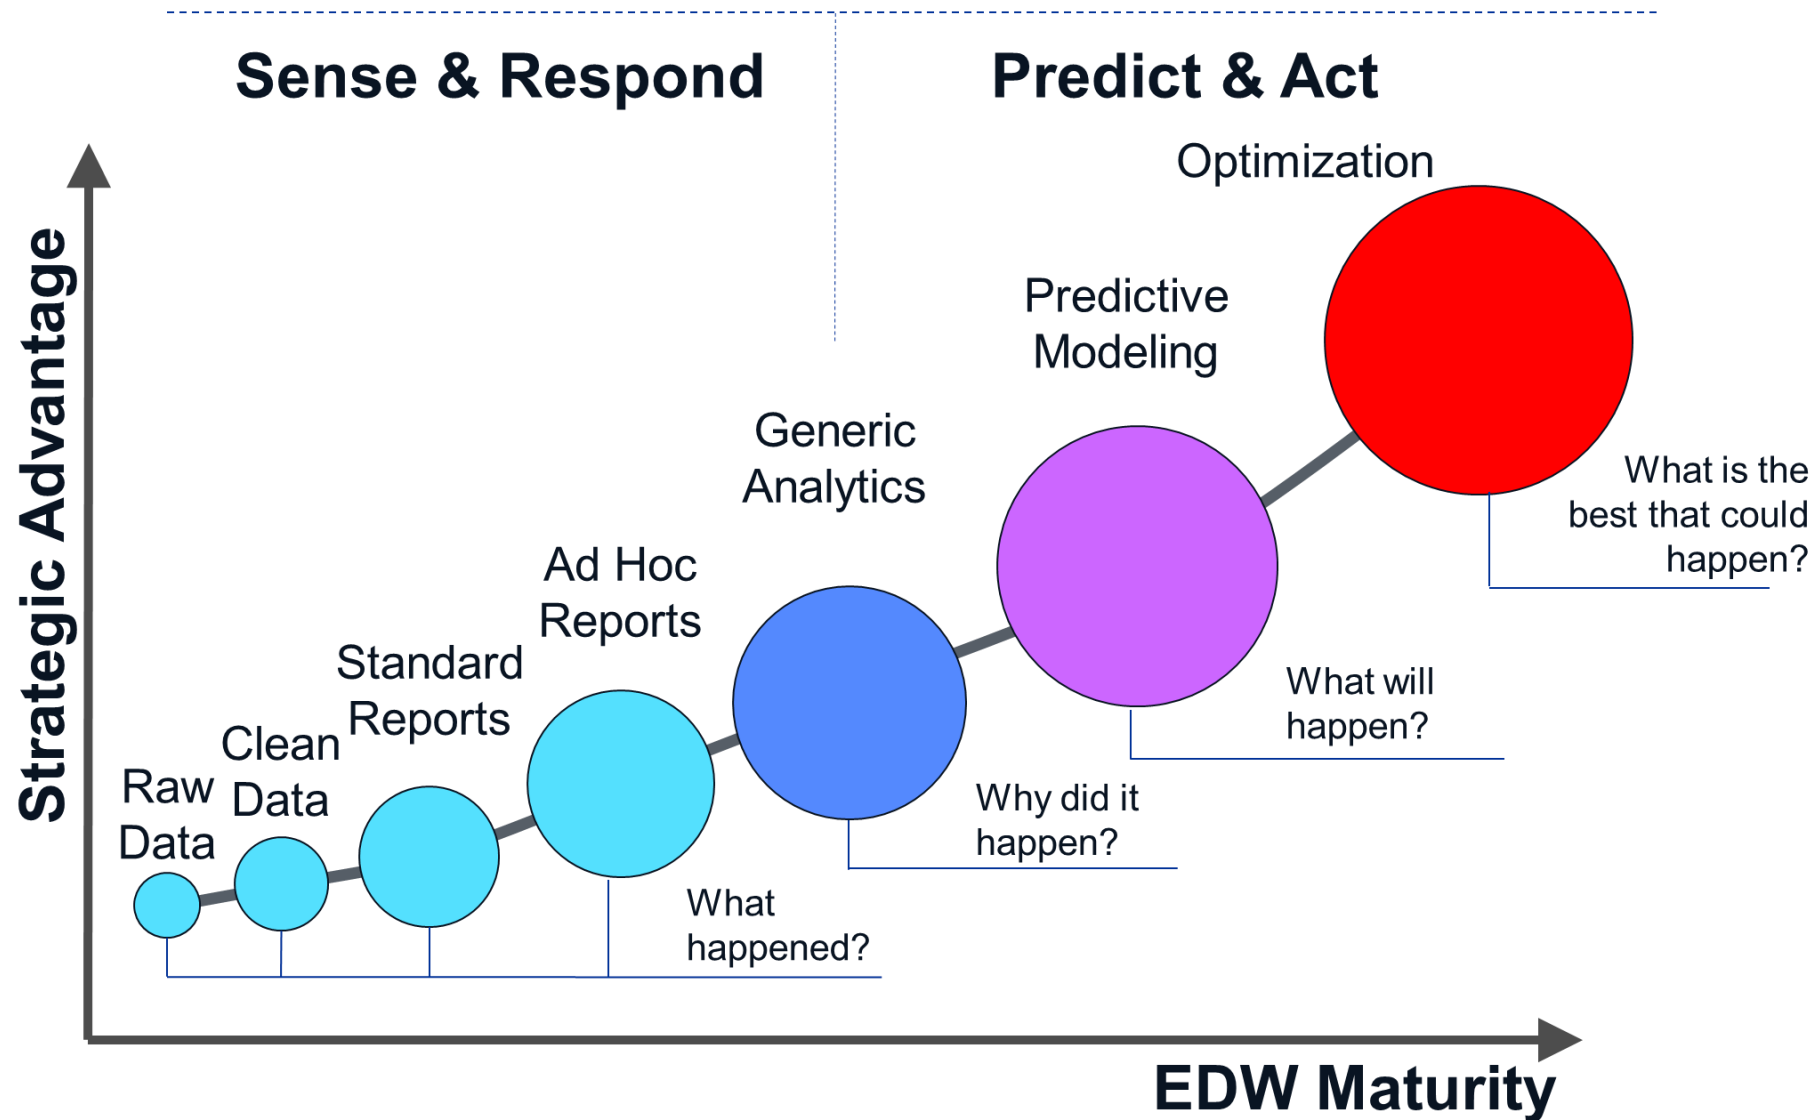 Sense & Respond
Predict & Act
Optimization
Predictive
Modeling
Generic
Analytics
Ad Hoc
Reports
Standard
Reports
Clean
Data
Raw
Data
What is the
best that could
happen?
What will
happen?
Why did it
happen?
What
happened?
Strategic Advantage
EDW Maturity